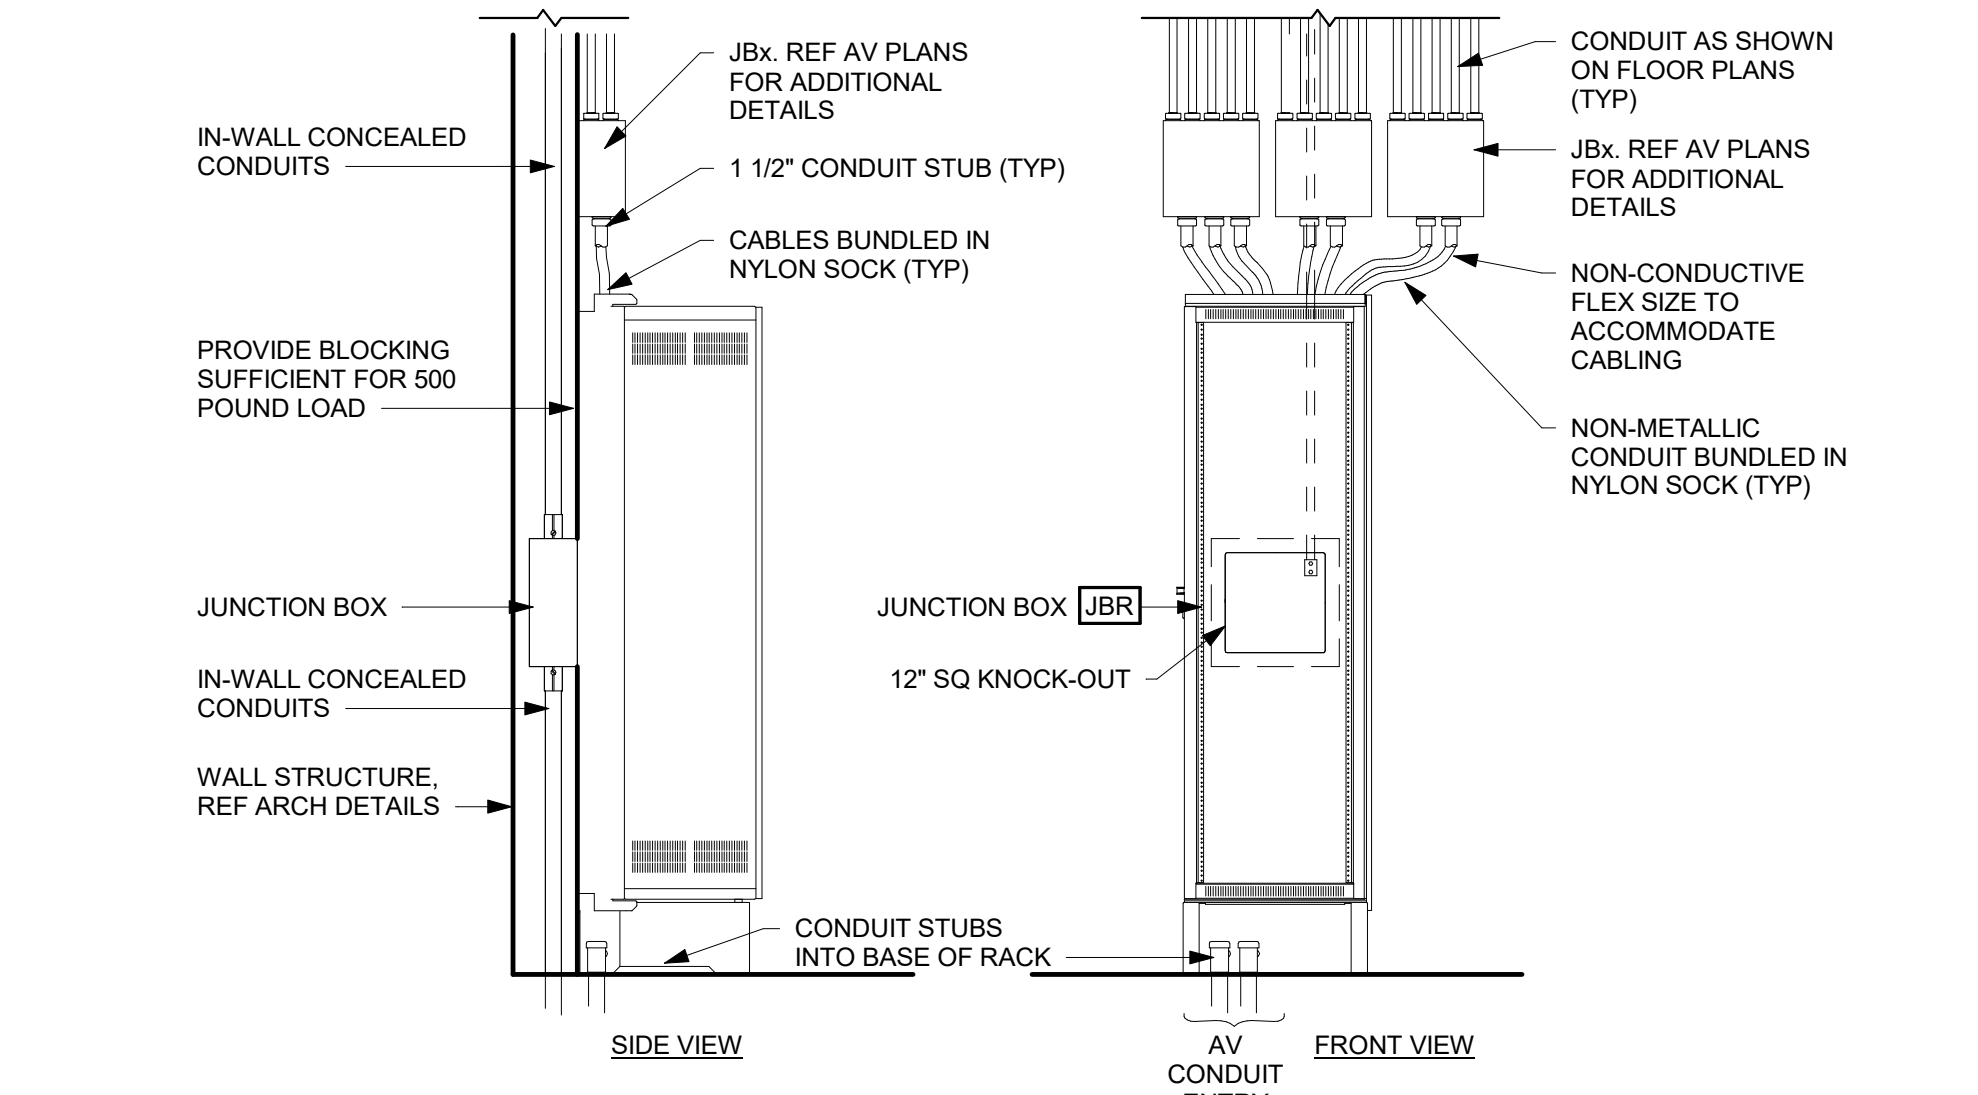 JBx. REF AV PLANS
FOR ADDITIONAL
DETAILS
IN-WALL CONCEALED
CONDUITS
1 1/2" CONDUIT STUB (TYP)
CABLES BUNDLED IN
NYLON SOCK (TYP)
PROVIDE BLOCKING
SUFFICIENT FOR 500
POUND LOAD
JUNCTION BOX
IN-WALL CONCEALED
CONDUITS
WALL STRUCTURE,
REF ARCH DETAILS
CONDUIT STUBS
INTO BASE OF RACK
SIDE VIEW
CONDUIT AS SHOWN
ON FLOOR PLANS
(TYP)
JBx. REF AV PLANS
FOR ADDITIONAL
DETAILS
NON-CONDUCTIVE
FLEX SIZE TO
ACCOMMODATE
CABLING
NON-METALLIC
CONDUIT BUNDLED IN
NYLON SOCK (TYP)
JUNCTION BOX JBR
12" SQ KNOCK-OUT
AV
CONDUIT
ENTRY
FRONT VIEW